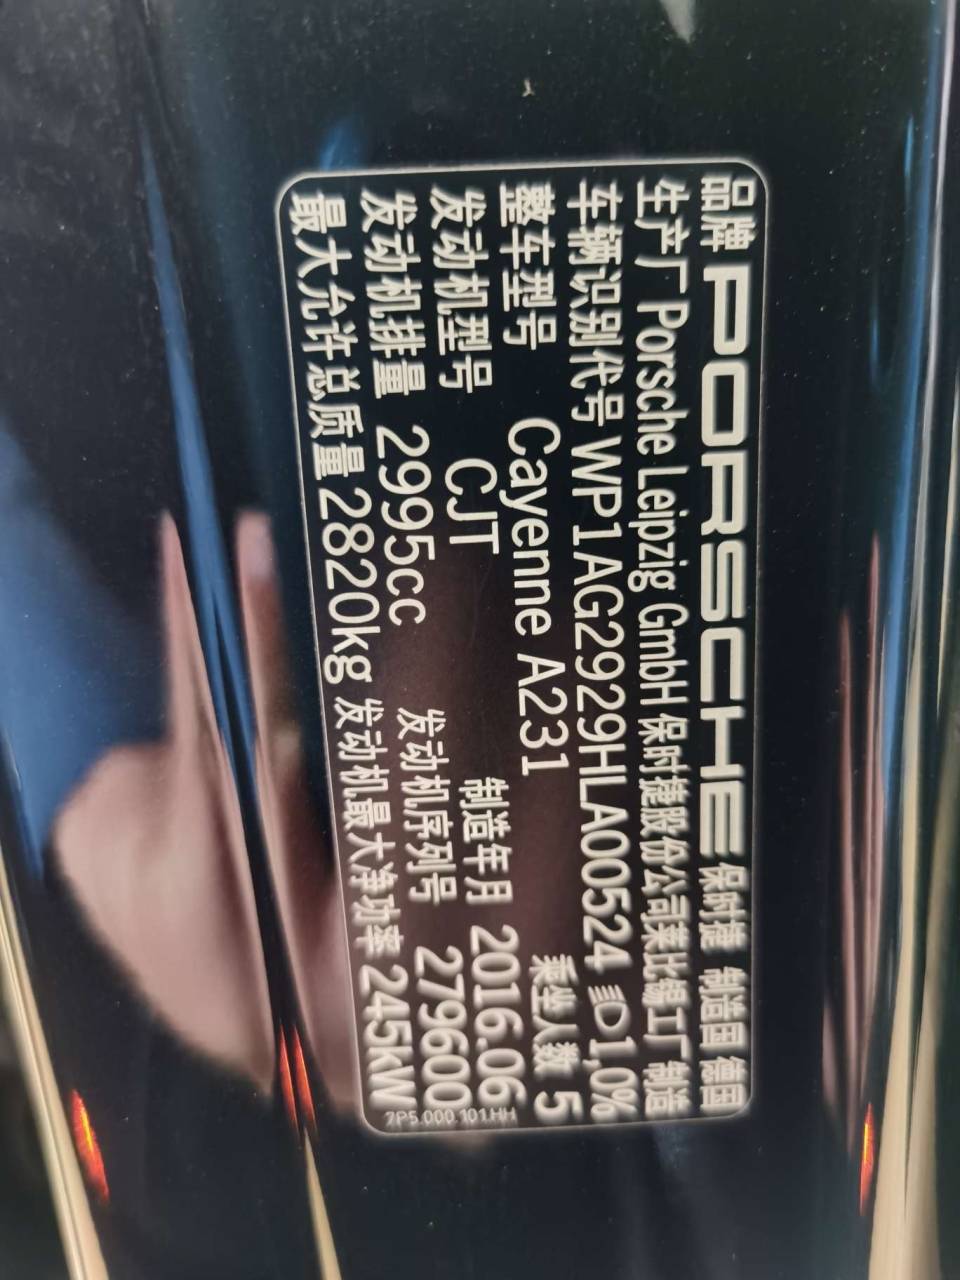 品牌 PORSCHE 保时捷 制造国 德国
生产厂 Porsche Leipzig GmbH 保时捷股份公司莱比锡工厂 制造
车辆识别代号 WP1AG2929HLA00524 1,0%
整车型号 Cayenne A231 乘坐人数 5
发动机型号 CJT 制造年月 2016.06
发动机排量 2995cc 发动机序列号 279600
最大允许总质量 2820kg 发动机最大净功率 245kW
7P5.000.101.HH